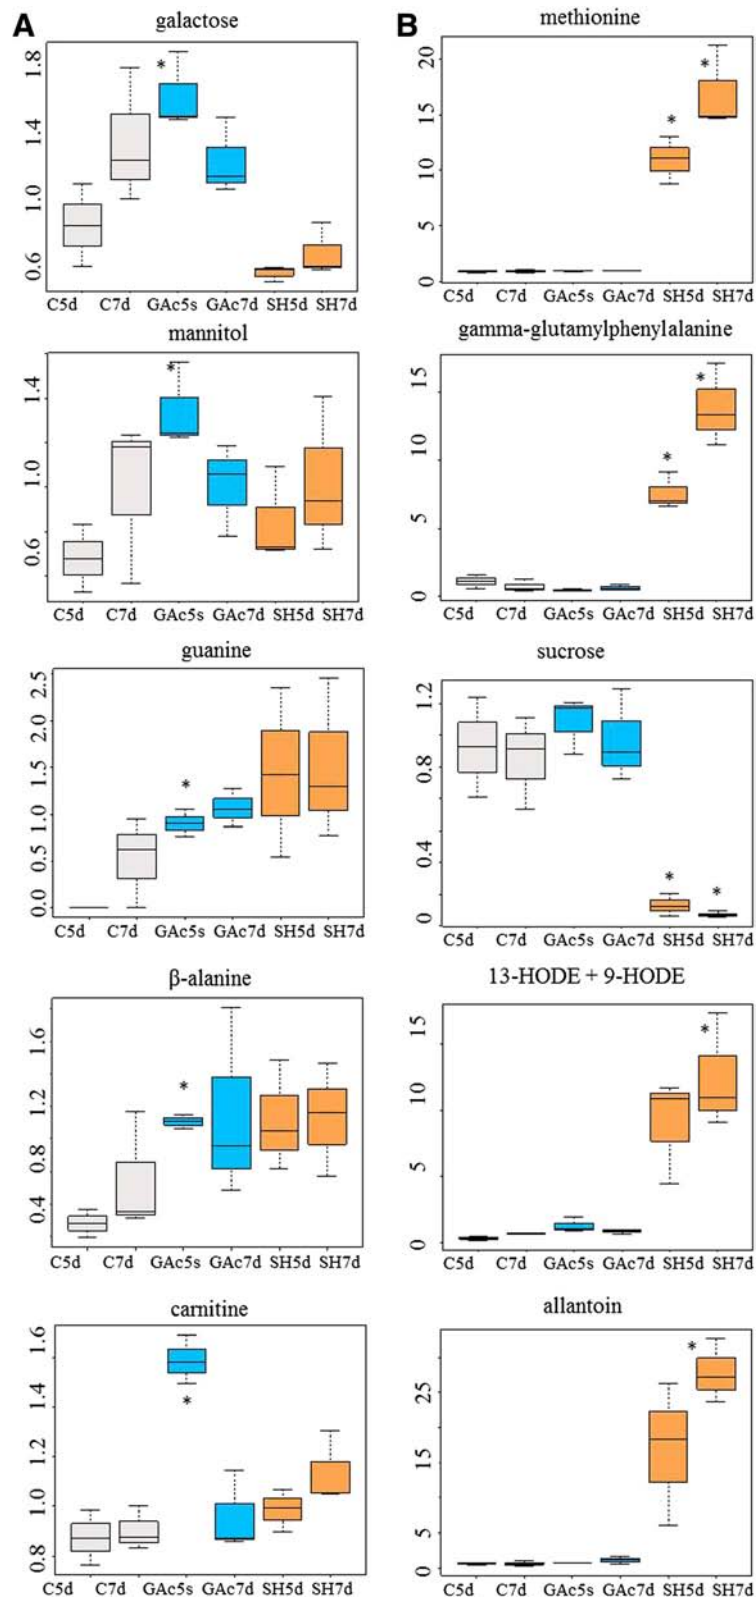 A
galactose
1.8
1.4
1.0
0.6
*
C5d C7d GAc5s GAc7d SH5d SH7d
mannitol
1.4
1.0
0.6
*
C5d C7d GAc5s GAc7d SH5d SH7d
guanine
2.5
2.0
1.5
1.0
0.5
0.0
*
C5d C7d GAc5s GAc7d SH5d SH7d
β-alanine
1.6
1.2
0.8
0.4
*
C5d C7d GAc5s GAc7d SH5d SH7d
carnitine
1.6
1.4
1.2
1.0
0.8
*
C5d C7d GAc5s GAc7d SH5d SH7d
B
methionine
20
15
10
5
0
* *
C5d C7d GAc5s GAc7d SH5d SH7d
gamma-glutamylphenylalanine
15
10
5
0
* *
C5d C7d GAc5s GAc7d SH5d SH7d
sucrose
1.2
0.8
0.4
0
* *
C5d C7d GAc5s GAc7d SH5d SH7d
13-HODE + 9-HODE
15
10
5
0
*
C5d C7d GAc5s GAc7d SH5d SH7d
allantoin
25
15
5
0
*
C5d C7d GAc5s GAc7d SH5d SH7d